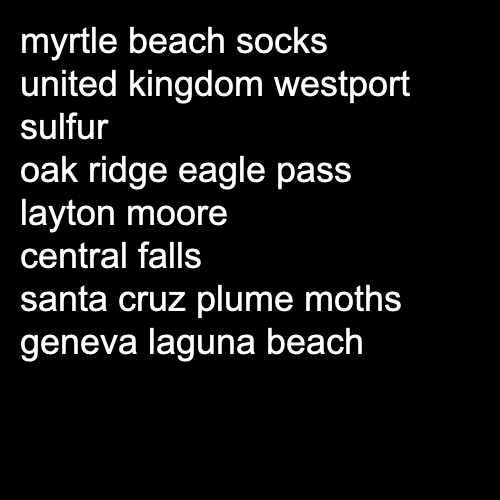 myrtle beach socks
united kingdom westport
sulfur
oak ridge eagle pass
layton moore
central falls
santa cruz plume moths
geneva laguna beach